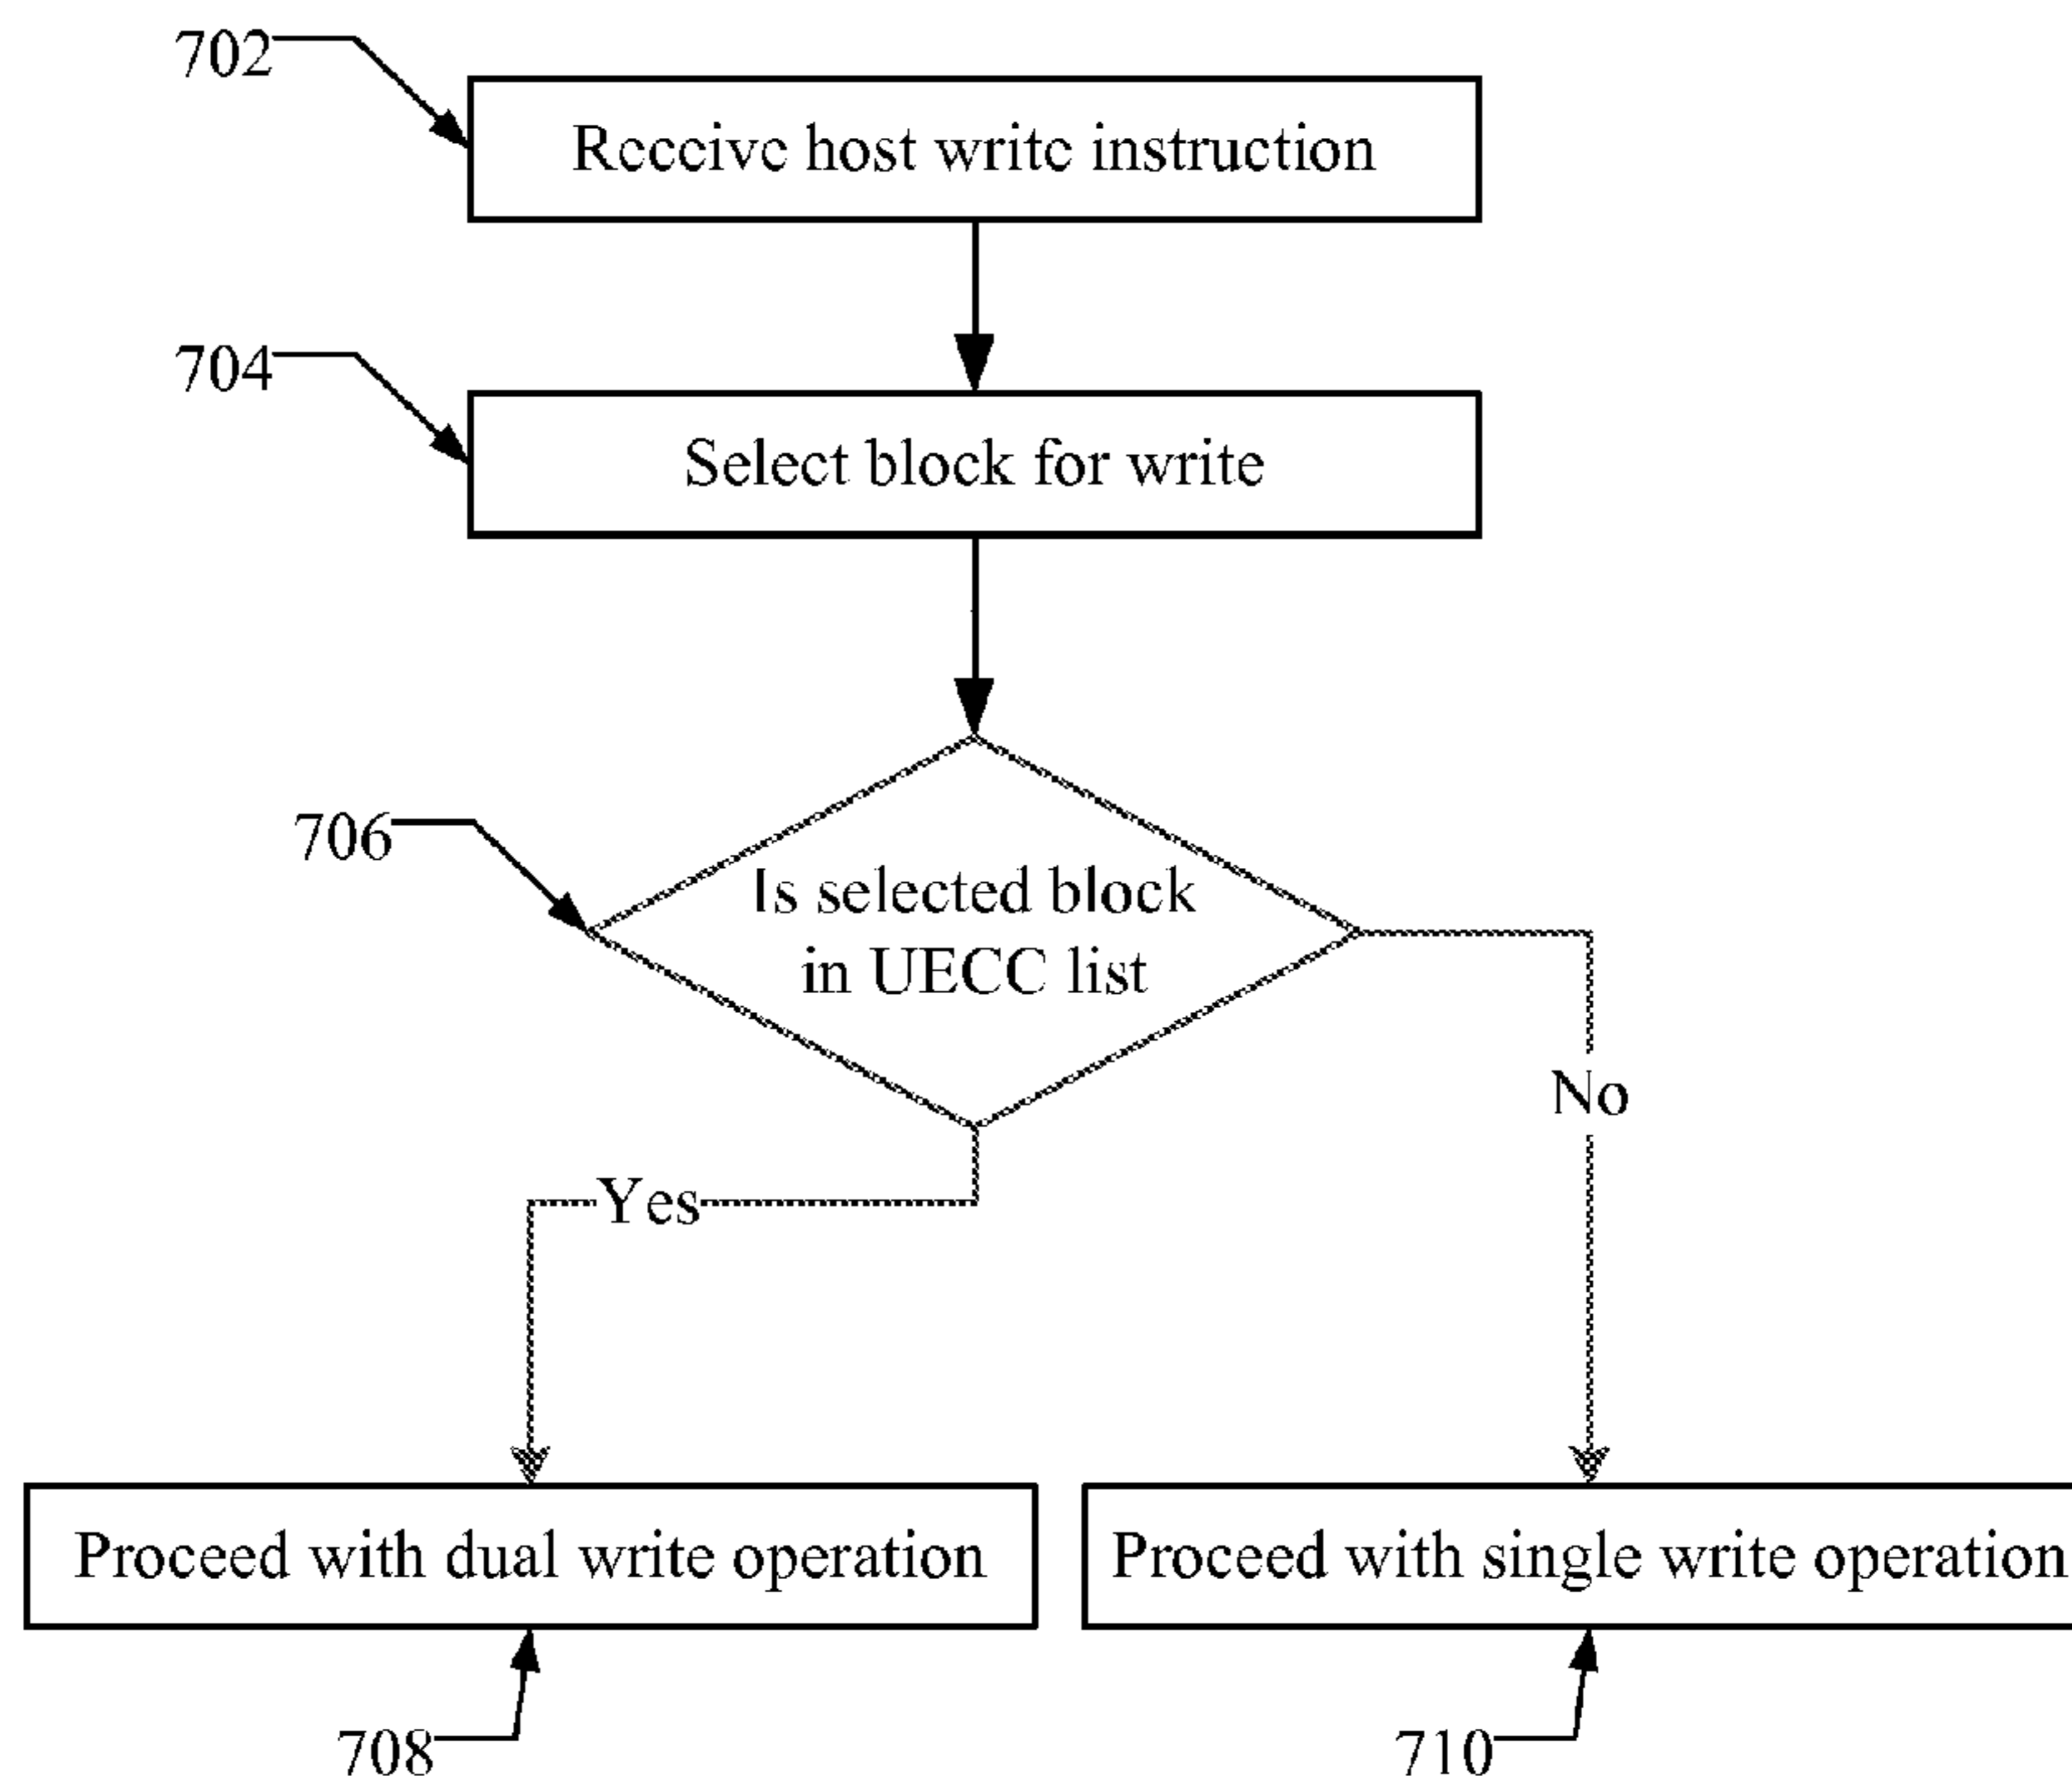 702
Receive host write instruction
704
Select block for write
706
Is selected block
in UECC list
No
Yes
Proceed with dual write operation
Proceed with single write operation
708
710